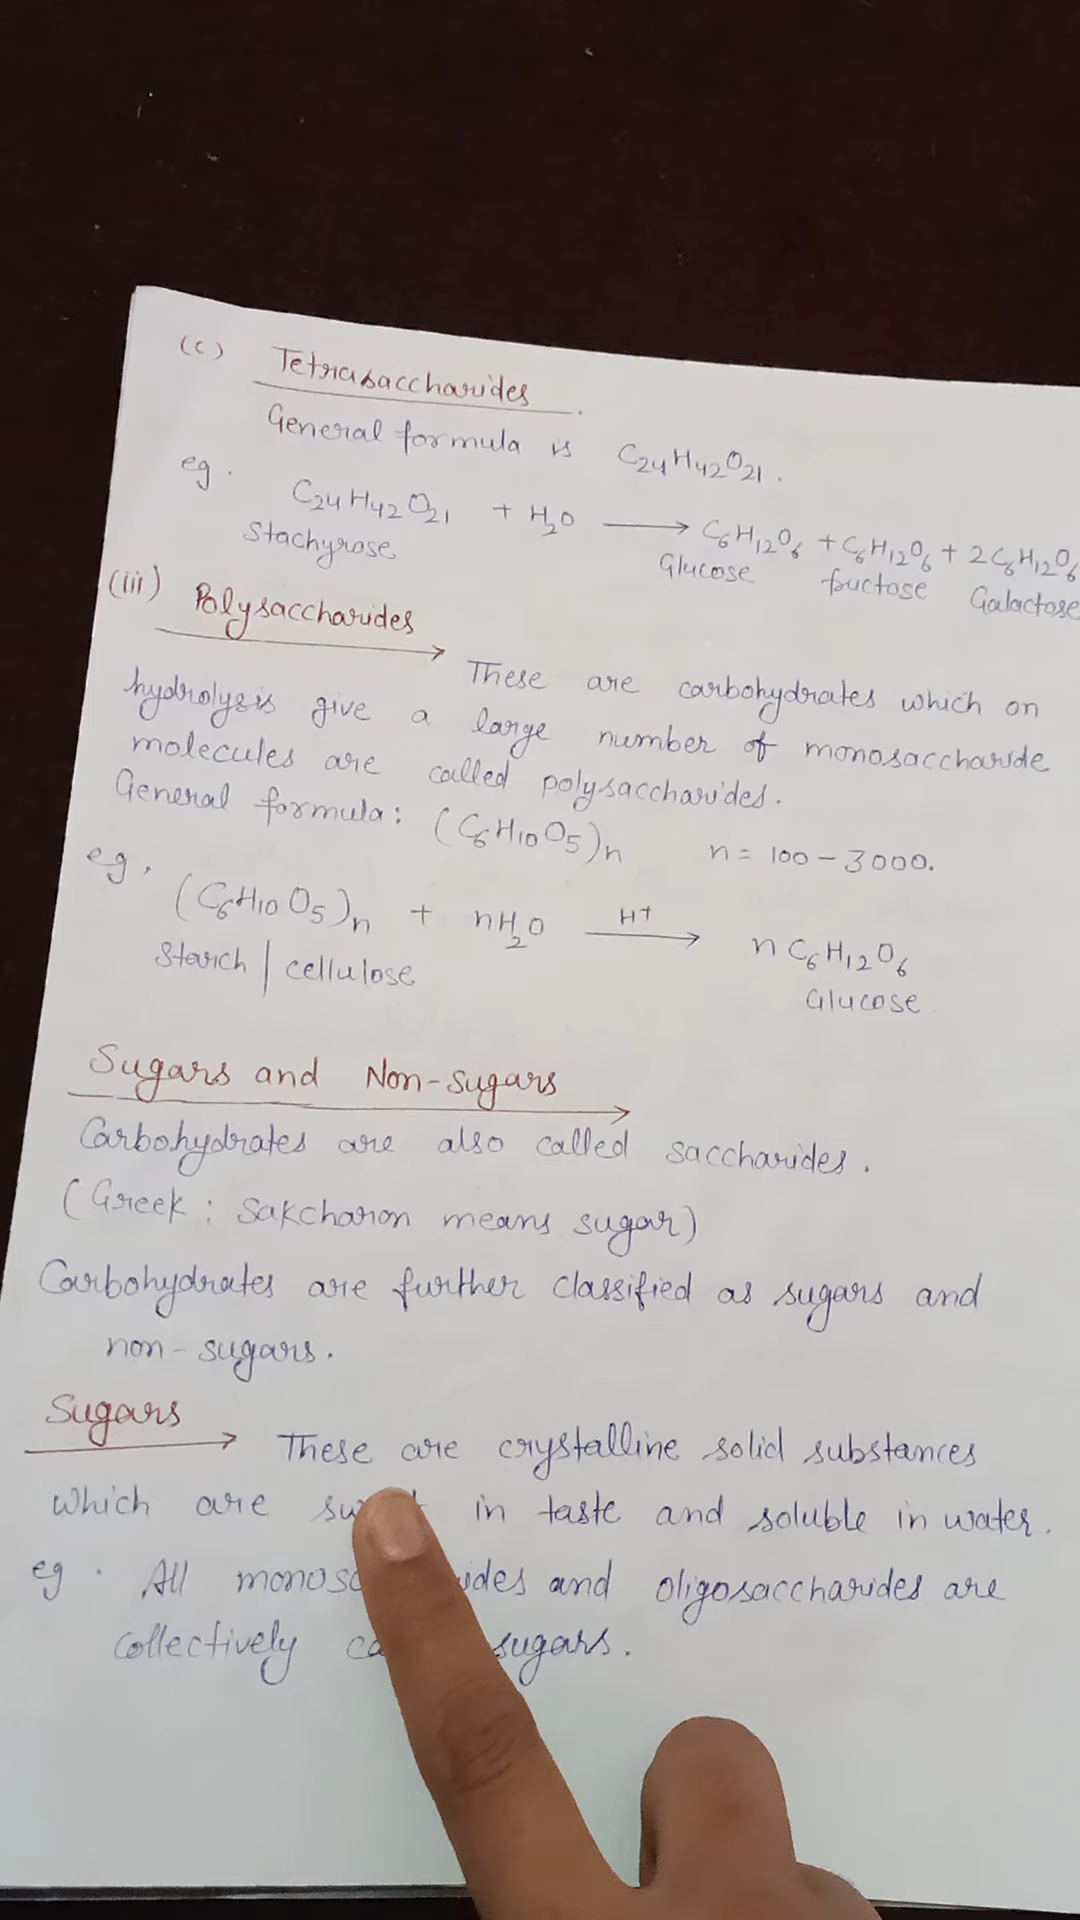 (c) Tetrasaccharides
General formula is C24H42O21.
eg. C24H42O21 + H2O ⟶ C6H12O6 + C6H12O6 + 2C6H12O6
Stachyrose Glucose fructose Galactose
(iii) Polysaccharides
These are carbohydrates which on
hydrolysis give a large number of monosaccharide
molecules are called polysaccharides.
General formula: (C6H10O5)n n = 100 - 3000.
eg, (C6H10O5)n + nH2O H+⟶ n C6H12O6
Starch | cellulose Glucose
Sugars and Non-sugars
Carbohydrates are also called saccharides.
(Greek : Sakcharon means sugar)
Carbohydrates are further classified as sugars and
non-sugars.
Sugars ⟶ These are crystalline solid substances
which are in taste and soluble in water.
eg. All and oligosaccharides are
collectively sugars.